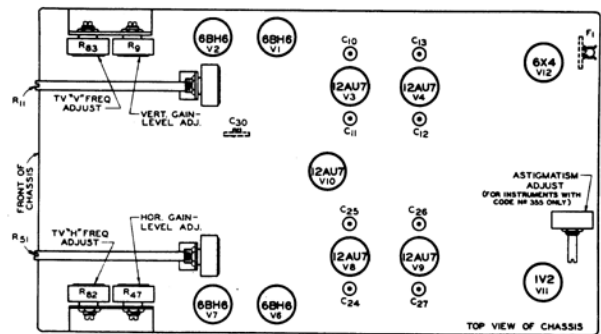 R83
R9
6BH6
V2
6BH6
V1
C10
C13
6X4
V12
F1
R11
TV "V" FREQ
ADJUST
VERT. GAIN-
LEVEL ADJ.
12AU7
V3
12AU7
V4
C30
C11
C12
12AU7
V10
FRONT OF
CHASSIS
ASTIGMATISM
ADJUST
(FOR INSTRUMENTS WITH
CODE Nº 355 ONLY)
R51
TV "H" FREQ
ADJUST
HOR. GAIN-
LEVEL ADJ.
C25
C26
12AU7
V8
12AU7
V9
R82
R47
6BH6
V7
6BH6
V6
C24
C27
1V2
V11
TOP VIEW OF CHASSIS